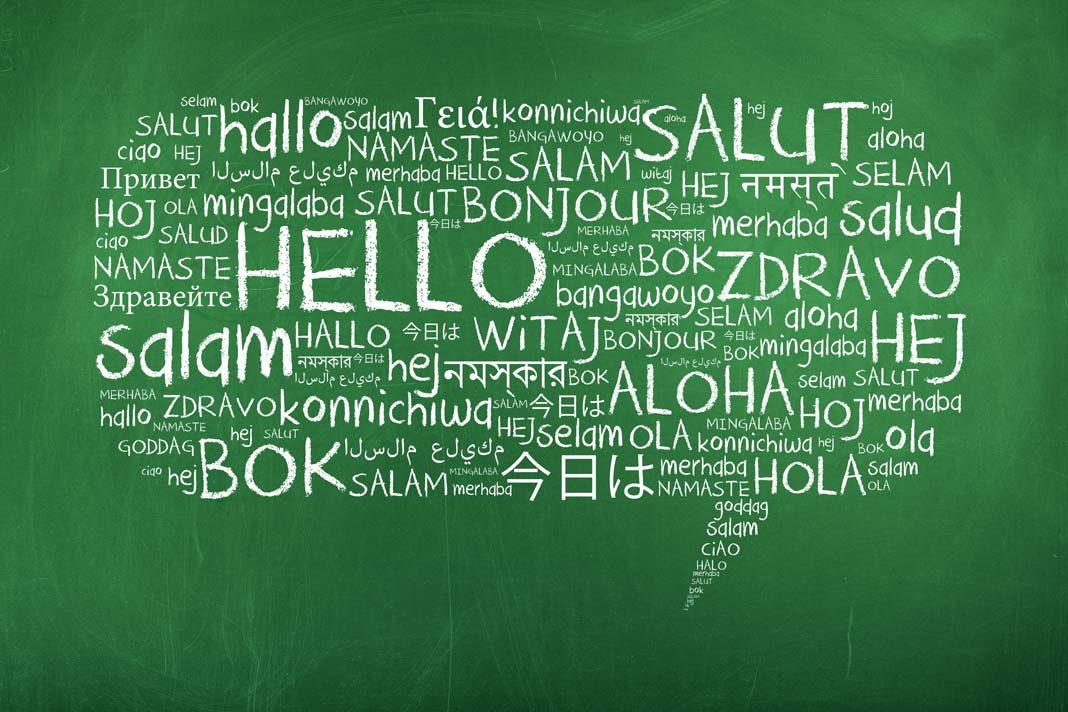 selam bok BANGAWOYO SELAM hej hoj
SALUT hallo salam Γειά! konnichiwa aloha SALUT aloha
ciao HEJ NAMASTE BANGAWOYO hej
Привет السلام عليكم merhaba HELLO SALAM witaj HEJ नमस्ते SELAM
HOJ OLA mingalaba SALUT BONJOUR 今日は merhaba salud
ciao SALUD 今日は MERHABA নমস্কার
NAMASTE HELLO السلام عليكم BOK ZDRAVO
MINGALABA
Здравейте bangawoyo
salam HALLO 今日は WiTAJ নমস্কার SELAM aloha HEJ
BONJOUR 今日は
নমস্কার 今日は hej নমস্কার السلام عليكم BOK mingalaba
السلام عليكم BOK ALOHA selam SALUT
MERHABA merhaba
hallo ZDRAVO konnichiwa SALAM 今日は HOJ
NAMASTE HEJ selam OLA MINGALABA
GODDAG hej SALUT konnichiwa hej BOK ola
ciao hej BOK السلام عليكم merhaba HOLA salam
SALAM MINGALABA merhaba 今日は NAMASTE OLA
goddag
salam
CiAO
HALO
merhaba
SALUT
bok